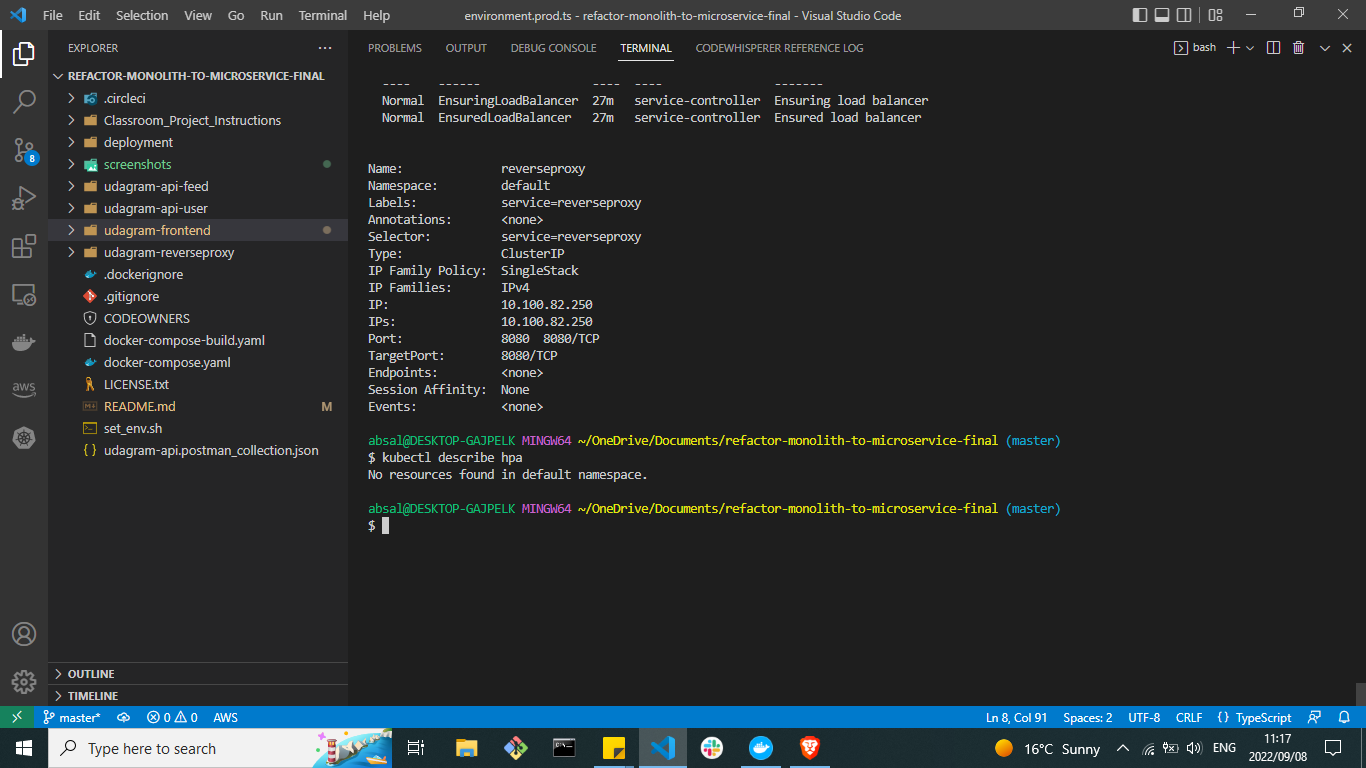 File Edit Selection View Go Run Terminal Help
environment.prod.ts - refactor-monolith-to-microservice-final - Visual Studio Code
EXPLORER
REFACTOR-MONOLITH-TO-MICROSERVICE-FINAL
.circleci
Classroom_Project_Instructions
deployment
screenshots
udagram-api-feed
udagram-api-user
udagram-frontend
udagram-reverseproxy
.dockerignore
.gitignore
CODEOWNERS
docker-compose-build.yaml
docker-compose.yaml
LICENSE.txt
README.md M
set_env.sh
{} udagram-api.postman_collection.json
OUTLINE
TIMELINE
8
aws
PROBLEMS OUTPUT DEBUG CONSOLE TERMINAL CODEWHISPERER REFERENCE LOG
bash
---- ------ ---- ---- -------
Normal EnsuringLoadBalancer 27m service-controller Ensuring load balancer
Normal EnsuredLoadBalancer 27m service-controller Ensured load balancer
Name: reverseproxy
Namespace: default
Labels: service=reverseproxy
Annotations: <none>
Selector: service=reverseproxy
Type: ClusterIP
IP Family Policy: SingleStack
IP Families: IPv4
IP: 10.100.82.250
IPs: 10.100.82.250
Port: 8080 8080/TCP
TargetPort: 8080/TCP
Endpoints: <none>
Session Affinity: None
Events: <none>
absal@DESKTOP-GAJPELK MINGW64 ~/OneDrive/Documents/refactor-monolith-to-microservice-final (master)
$ kubectl describe hpa
No resources found in default namespace.
absal@DESKTOP-GAJPELK MINGW64 ~/OneDrive/Documents/refactor-monolith-to-microservice-final (master)
$
master* 0 0 AWS
Ln 8, Col 91 Spaces: 2 UTF-8 CRLF {} TypeScript
Type here to search
16°C Sunny
ENG
11:17
2022/09/08